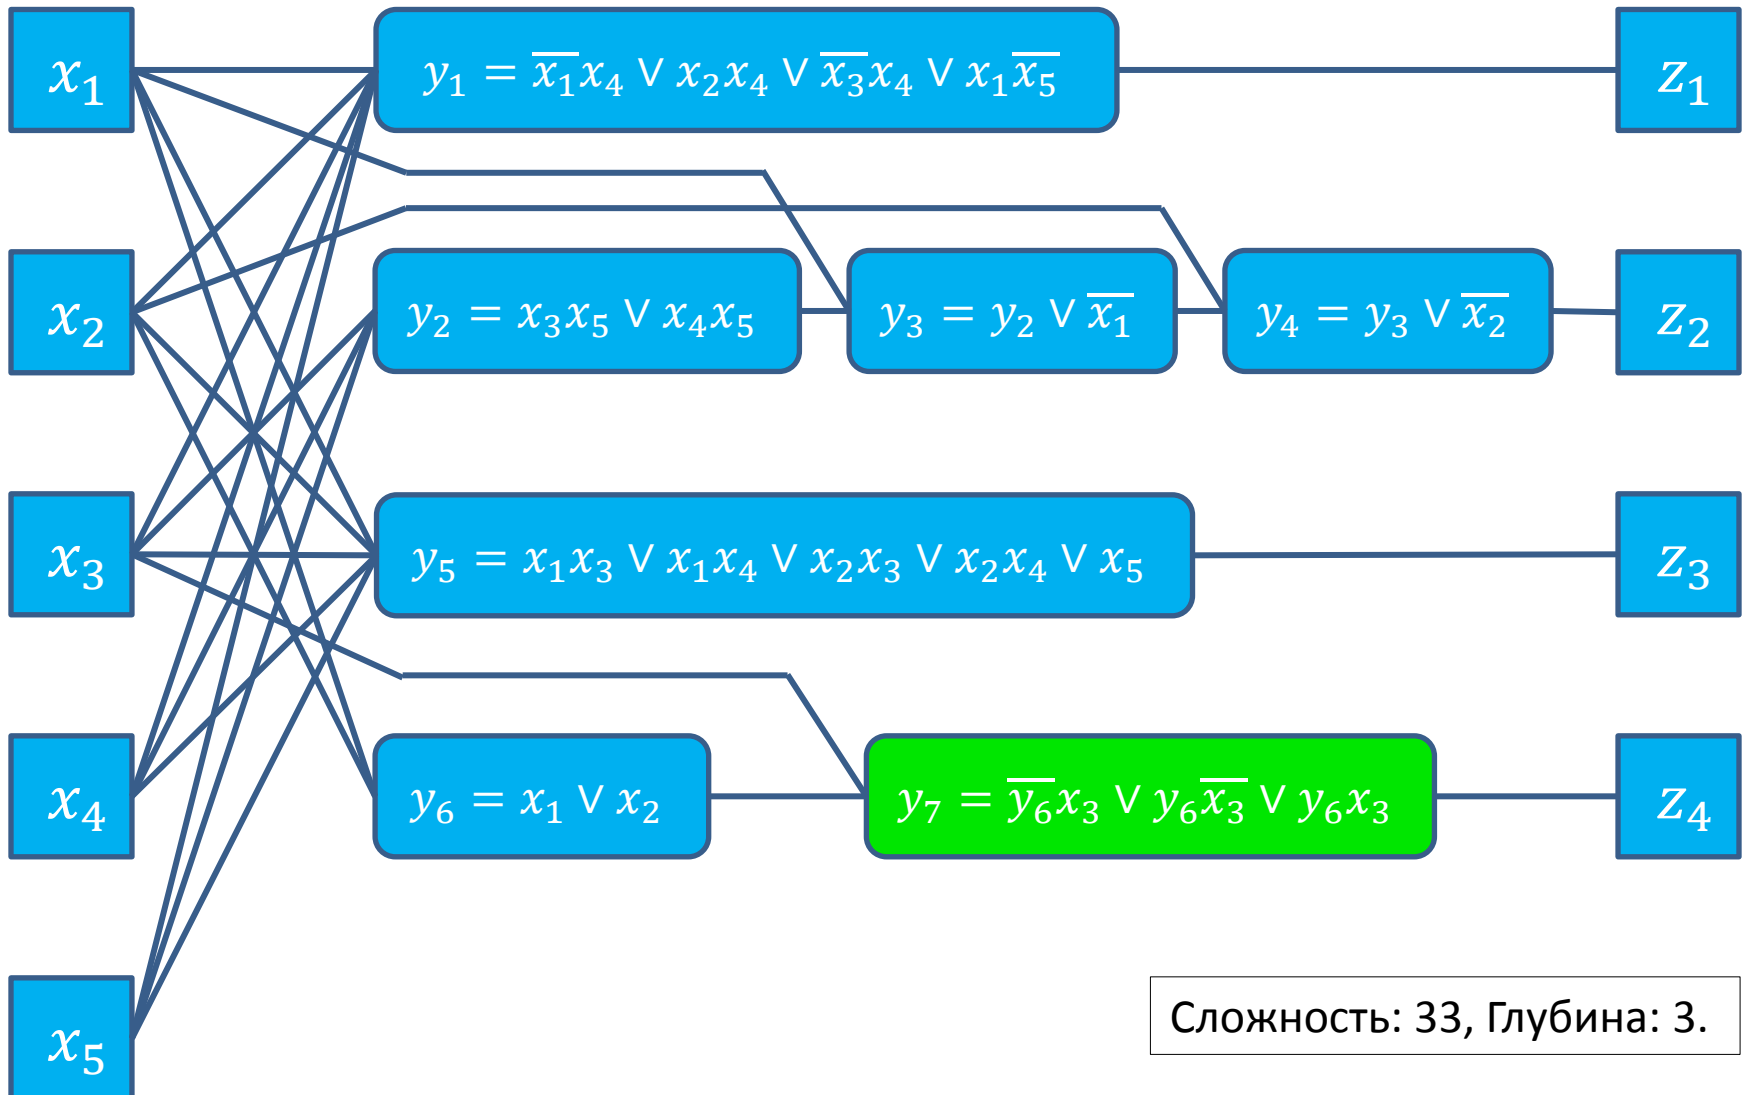 x₁
y₁ = x̅₁x₄ ∨ x₂x₄ ∨ x̅₃x₄ ∨ x₁x̅₅
z₁
x₂
y₂ = x₃x₅ ∨ x₄x₅
y₃ = y₂ ∨ x̅₁
y₄ = y₃ ∨ x̅₂
z₂
x₃
y₅ = x₁x₃ ∨ x₁x₄ ∨ x₂x₃ ∨ x₂x₄ ∨ x₅
z₃
x₄
y₆ = x₁ ∨ x₂
y₇ = y̅₆x₃ ∨ y₆x̅₃ ∨ y₆x₃
z₄
x₅
Сложность: 33, Глубина: 3.